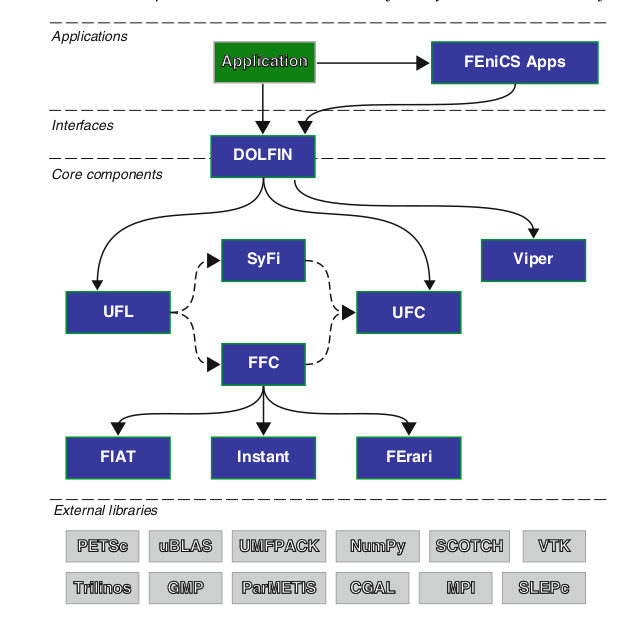 Applications
Application
FEniCS Apps
Interfaces
DOLFIN
Core components
SyFi
Viper
UFL
UFC
FFC
FIAT
Instant
FErari
External libraries
PETSc uBLAS UMFPACK NumPy SCOTCH VTK
Trilinos GMP ParMETIS CGAL MPI SLEPc